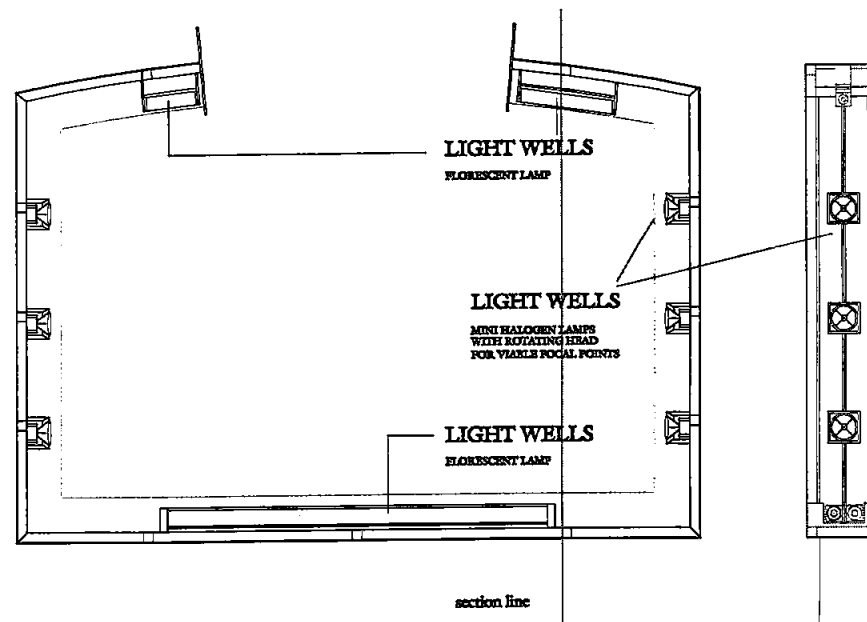 LIGHT WELLS
FLORESCENT LAMP
LIGHT WELLS
MINI HALOGEN LAMPS
WITH ROTATING HEAD
FOR VIABLE FOCAL POINTS
LIGHT WELLS
FLORESCENT LAMP
section line